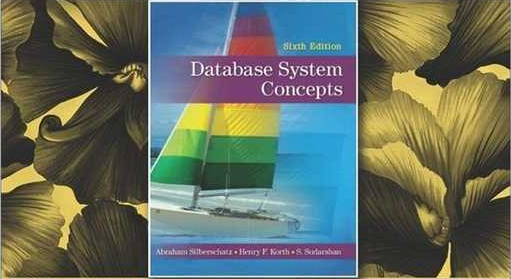 Sixth Edition
Database System
Concepts
Abraham Silberschatz • Henry F. Korth • S. Sudarshan